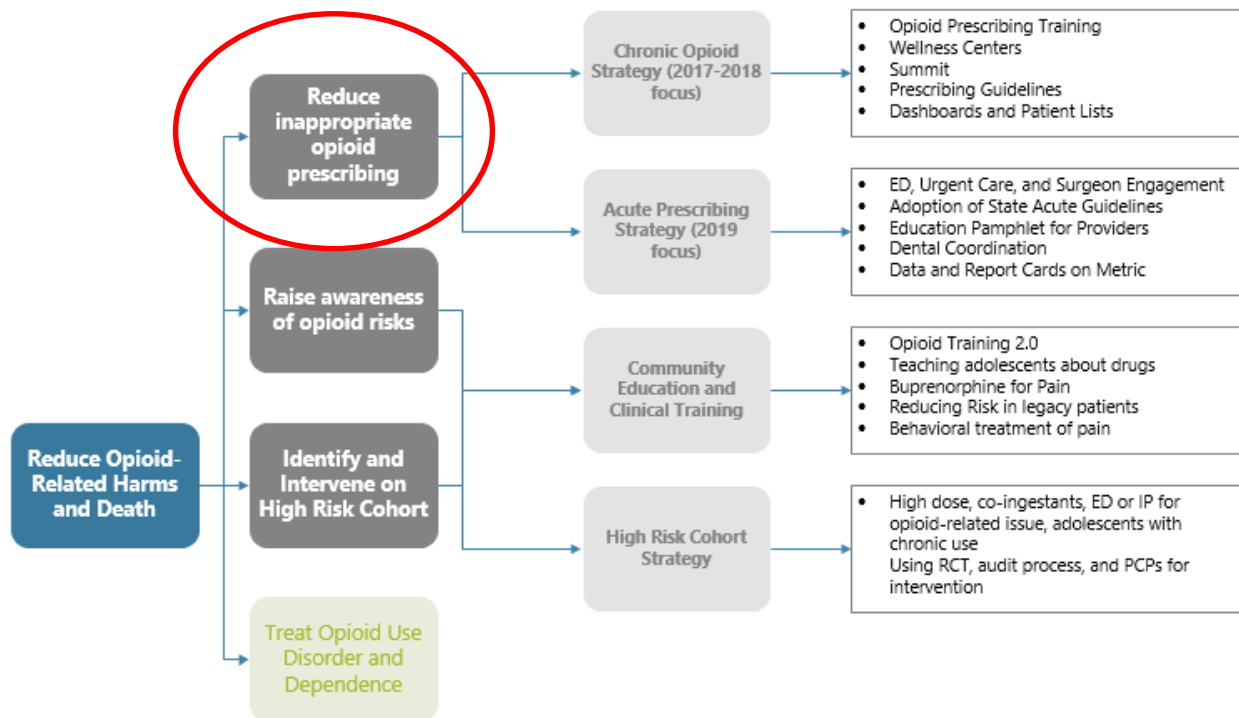 Reduce
inappropriate
opioid
prescribing
Raise awareness
of opioid risks
Reduce Opioid-
Related Harms
and Death
Identify and
Intervene on
High Risk Cohort
Treat Opioid Use
Disorder and
Dependence
Chronic Opioid
Strategy (2017-2018
focus)
Acute Prescribing
Strategy (2019
focus)
Community
Education and
Clinical Training
High Risk Cohort
Strategy
• Opioid Prescribing Training
• Wellness Centers
• Summit
• Prescribing Guidelines
• Dashboards and Patient Lists
• ED, Urgent Care, and Surgeon Engagement
• Adoption of State Acute Guidelines
• Education Pamphlet for Providers
• Dental Coordination
• Data and Report Cards on Metric
• Opioid Training 2.0
• Teaching adolescents about drugs
• Buprenorphine for Pain
• Reducing Risk in legacy patients
• Behavioral treatment of pain
• High dose, co-ingestants, ED or IP for
opioid-related issue, adolescents with
chronic use
Using RCT, audit process, and PCPs for
intervention